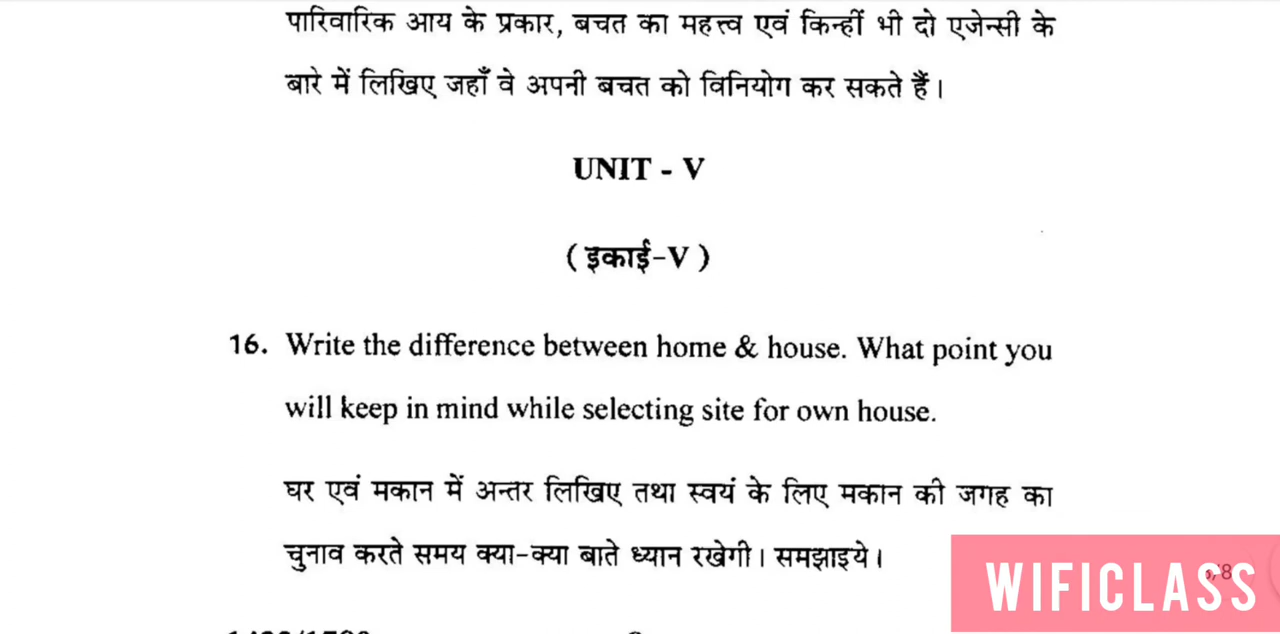 पारिवारिक आय के प्रकार, बचत का महत्त्व एवं किन्हीं भी दो एजेन्सी के
बारे में लिखिए जहाँ वे अपनी बचत को विनियोग कर सकते हैं।
UNIT - V
( इकाई-V )
16. Write the difference between home & house. What point you
will keep in mind while selecting site for own house.
घर एवं मकान में अन्तर लिखिए तथा स्वयं के लिए मकान की जगह का
चुनाव करते समय क्या-क्या बाते ध्यान रखेगी। समझाइये।
/8
WIFICLASS